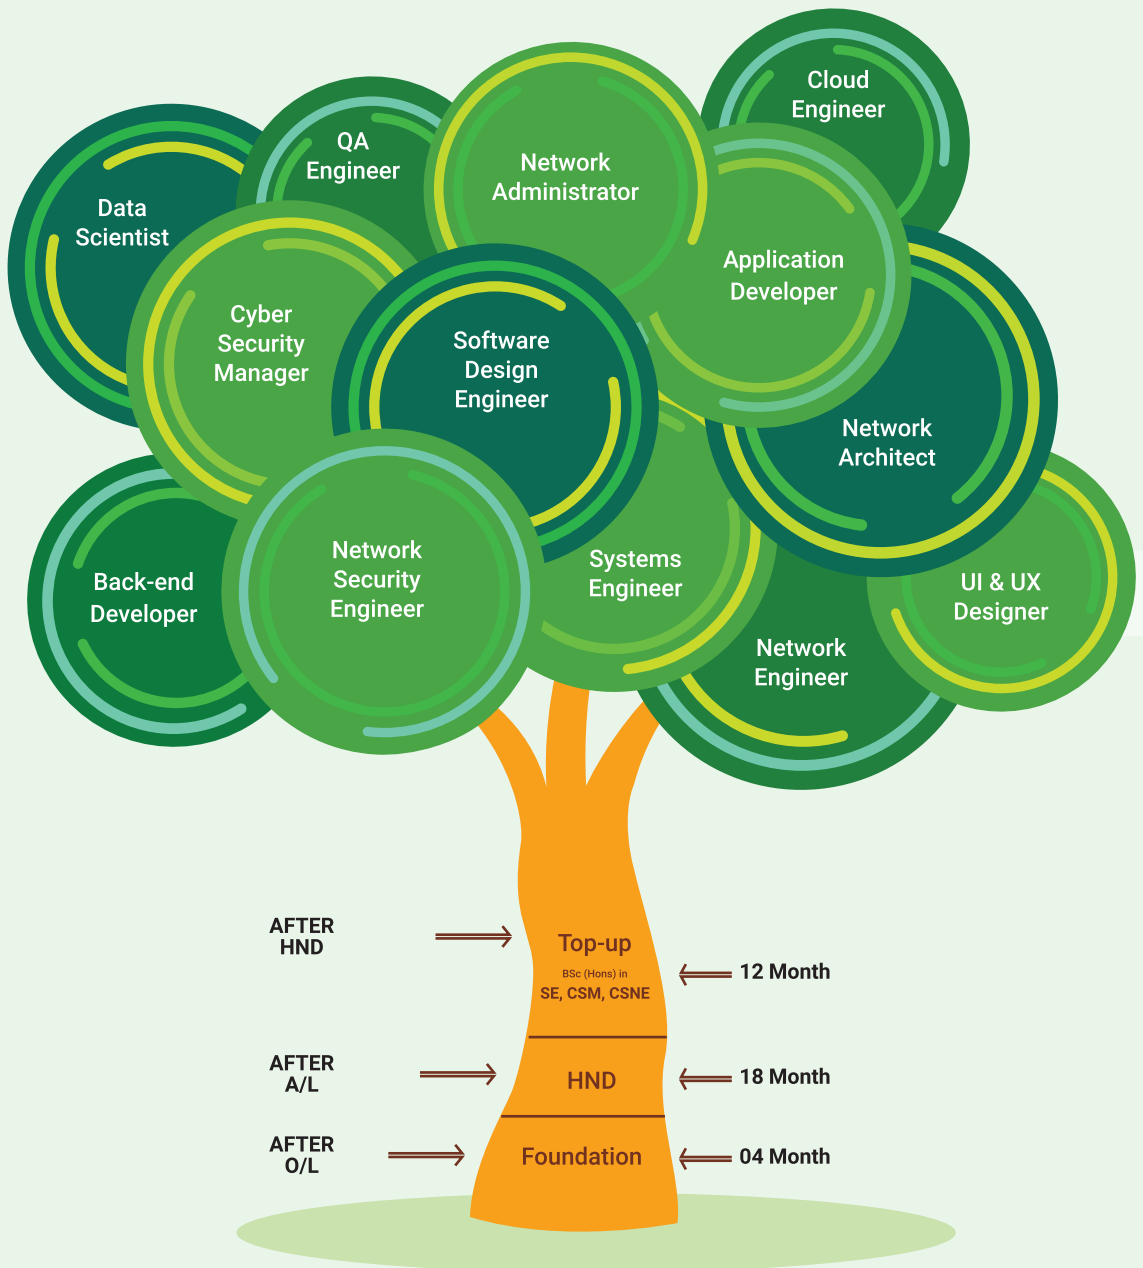 Cloud
Engineer
QA
Engineer
Network
Administrator
Data
Scientist
Application
Developer
Cyber
Security
Manager
Software
Design
Engineer
Network
Architect
Back-end
Developer
Network
Security
Engineer
Systems
Engineer
UI & UX
Designer
Network
Engineer
AFTER
HND
Top-up
BSc (Hons) in
SE, CSM, CSNE
12 Month
AFTER
A/L
HND
18 Month
AFTER
O/L
Foundation
04 Month